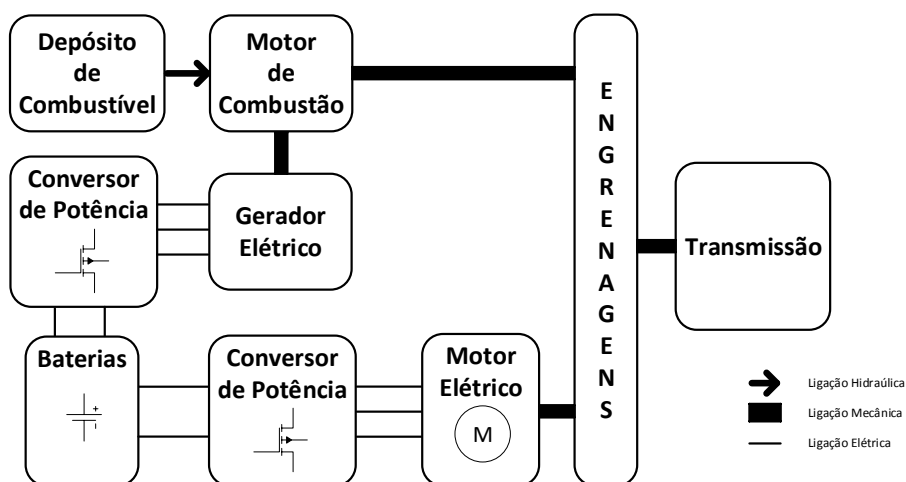 Depósito
de
Combustível
Motor
de
Combustão
E
N
G
R
E
N
A
G
E
N
S
Conversor
de Potência
Gerador
Elétrico
Transmissão
Baterias
+
-
Conversor
de Potência
Motor
Elétrico
M
Ligação Hidraúlica
Ligação Mecânica
Ligação Elétrica